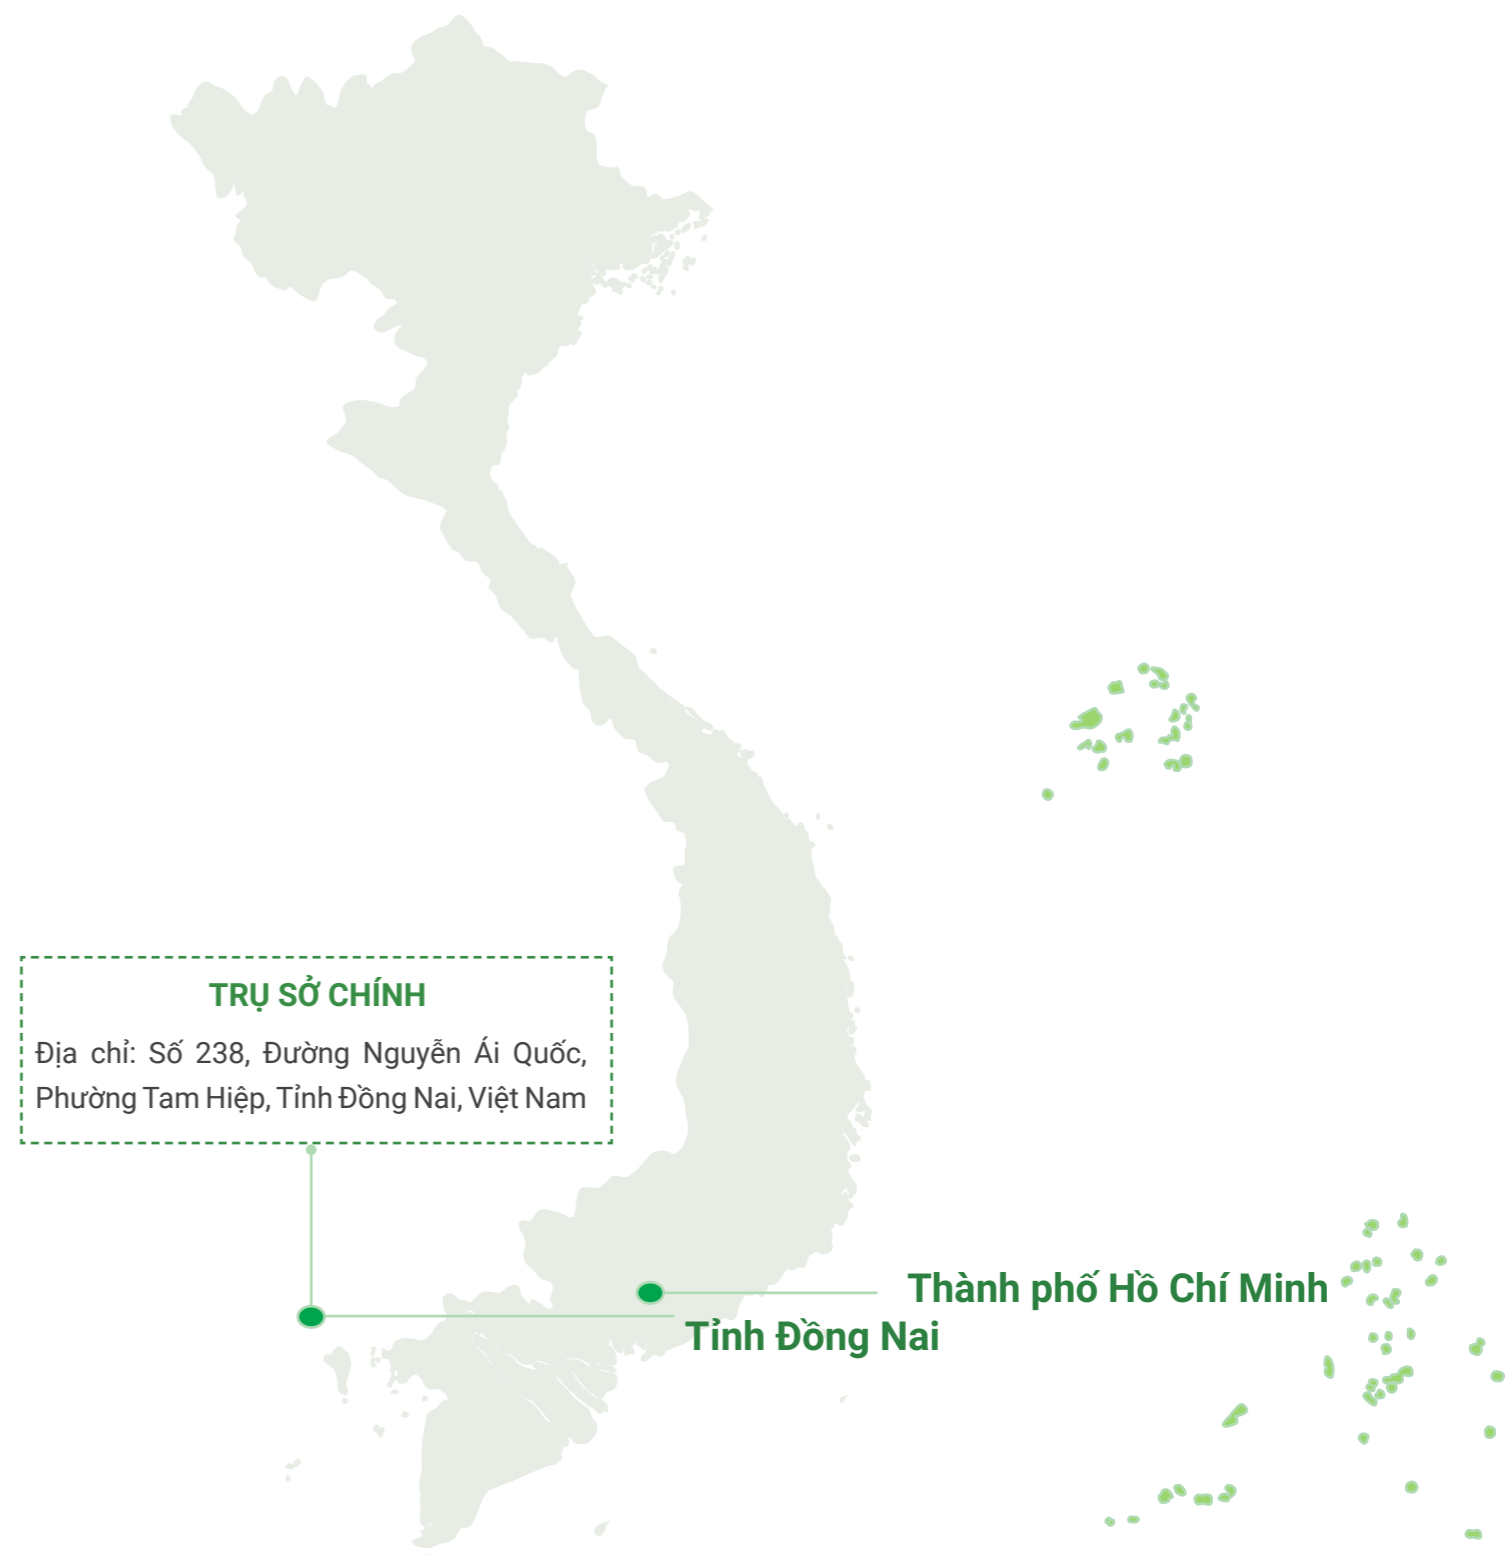 TRỤ SỞ CHÍNH
Địa chỉ: Số 238, Đường Nguyễn Ái Quốc,
Phường Tam Hiệp, Tỉnh Đồng Nai, Việt Nam
Thành phố Hồ Chí Minh
Tỉnh Đồng Nai